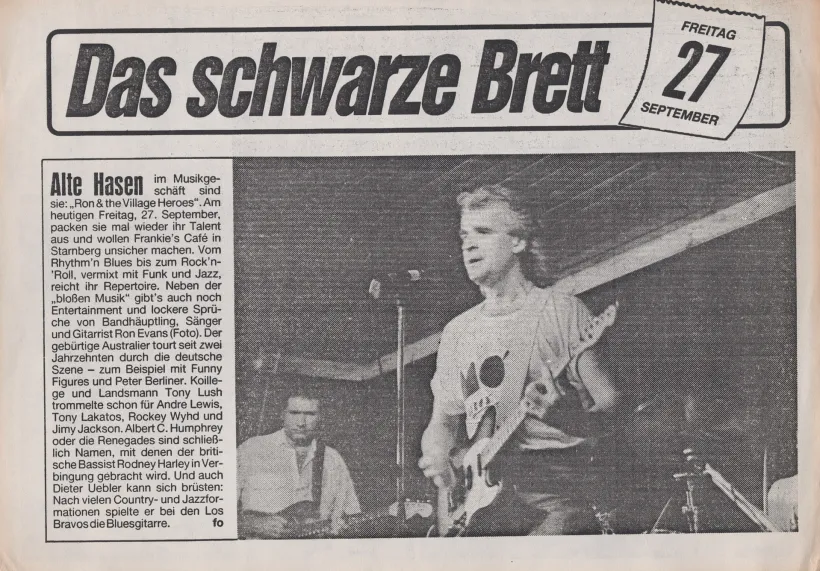 Das schwarze Brett
FREITAG
27
SEPTEMBER
Alte Hasen im Musikge-
schäft sind
sie: „Ron & the Village Heroes". Am
heutigen Freitag, 27. September,
packen sie mal wieder ihr Talent
aus und wollen Frankie's Café in
Starnberg unsicher machen. Vom
Rhythm'n Blues bis zum Rock'n-
'Roll, vermixt mit Funk und Jazz,
reicht ihr Repertoire. Neben der
„bloßen Musik" gibt's auch noch
Entertainment und lockere Sprü-
che von Bandhäuptling, Sänger
und Gitarrist Ron Evans (Foto). Der
gebürtige Australier tourt seit zwei
Jahrzehnten durch die deutsche
Szene – zum Beispiel mit Funny
Figures und Peter Berliner. Koille-
ge und Landsmann Tony Lush
trommelte schon für Andre Lewis,
Tony Lakatos, Rockey Wyhd und
Jimy Jackson. Albert C. Humphrey
oder die Renegades sind schließ-
lich Namen, mit denen der briti-
sche Bassist Rodney Harley in Ver-
bingung gebracht wird. Und auch
Dieter Uebler kann sich brüsten:
Nach vielen Country- und Jazzfor-
mationen spielte er bei den Los
Bravos die Bluesgitarre. fo